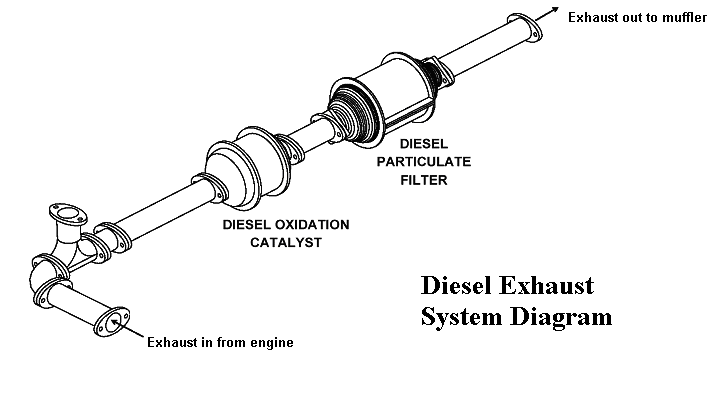 Exhaust out to muffler
DIESEL
PARTICULATE
FILTER
DIESEL OXIDATION
CATALYST
Diesel Exhaust
System Diagram
Exhaust in from engine